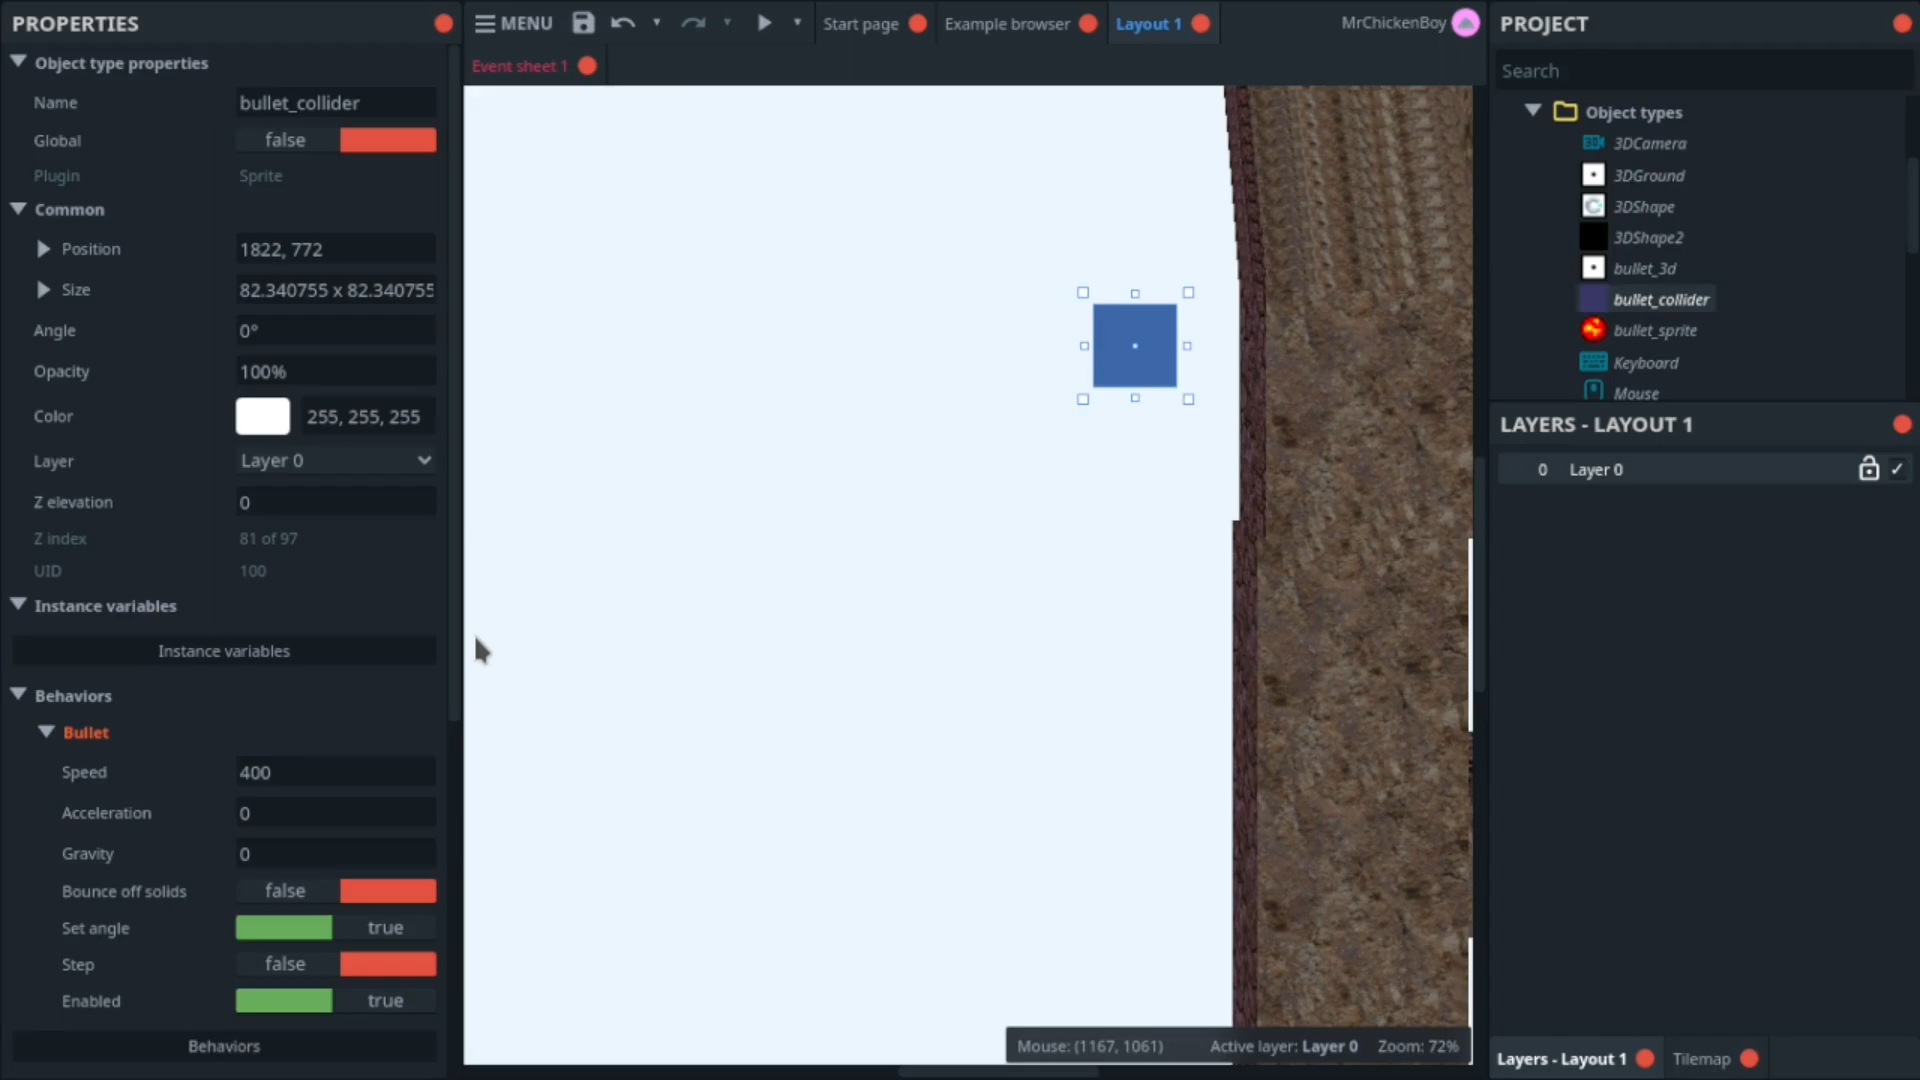 PROPERTIES
Object type properties
Name bullet_collider
Global false
Plugin Sprite
Common
Position 1822, 772
Size 82.340755 x 82.340755
Angle 0°
Opacity 100%
Color 255, 255, 255
Layer Layer 0
Z elevation 0
Z index 81 of 97
UID 100
Instance variables
Instance variables
Behaviors
Bullet
Speed 400
Acceleration 0
Gravity 0
Bounce off solids false
Set angle true
Step false
Enabled true
Behaviors
MENU Start page Example browser Layout 1 MrChickenBoy
Event sheet 1
Mouse: (1167, 1061) Active layer: Layer 0 Zoom: 72%
PROJECT
Search
Object types
3DCamera
3DGround
3DShape
3DShape2
bullet_3d
bullet_collider
bullet_sprite
Keyboard
Mouse
LAYERS - LAYOUT 1
0 Layer 0
Layers - Layout 1 Tilemap